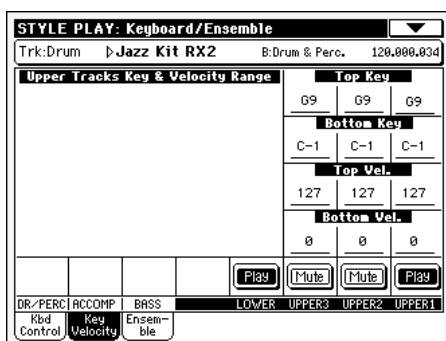 STYLE PLAY: Keyboard/Ensemble
Trk:Drum ▷Jazz Kit RX2 B:Drum & Perc. 120.000.034
Upper Tracks Key & Velocity Range Top Key
G9 G9 G9
Bottom Key
C-1 C-1 C-1
Top Vel.
127 127 127
Bottom Vel.
0 0 0
Play Mute Mute Play
DR/PERC ACCOMP BASS LOWER UPPER3 UPPER2 UPPER1
Kbd Key Ensem-
Control Velocity ble